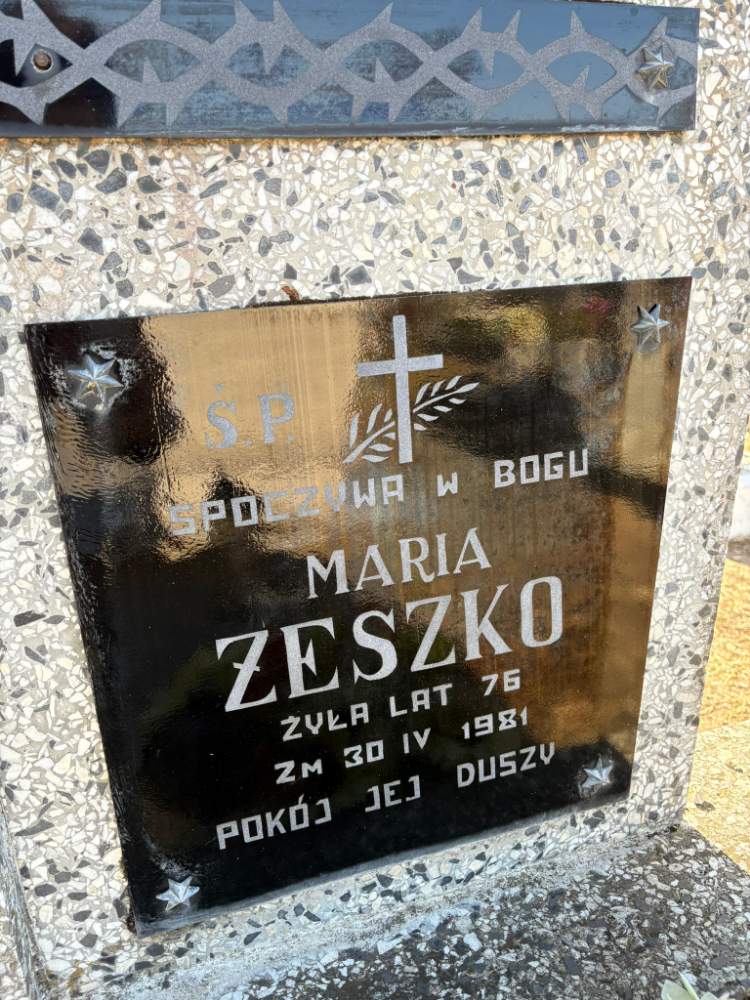 Ś.P.
SPOCZYWA W BOGU
MARIA
ZESZKO
ŻYŁA LAT 76
ZM 30 IV 1981
POKÓJ JEJ DUSZY